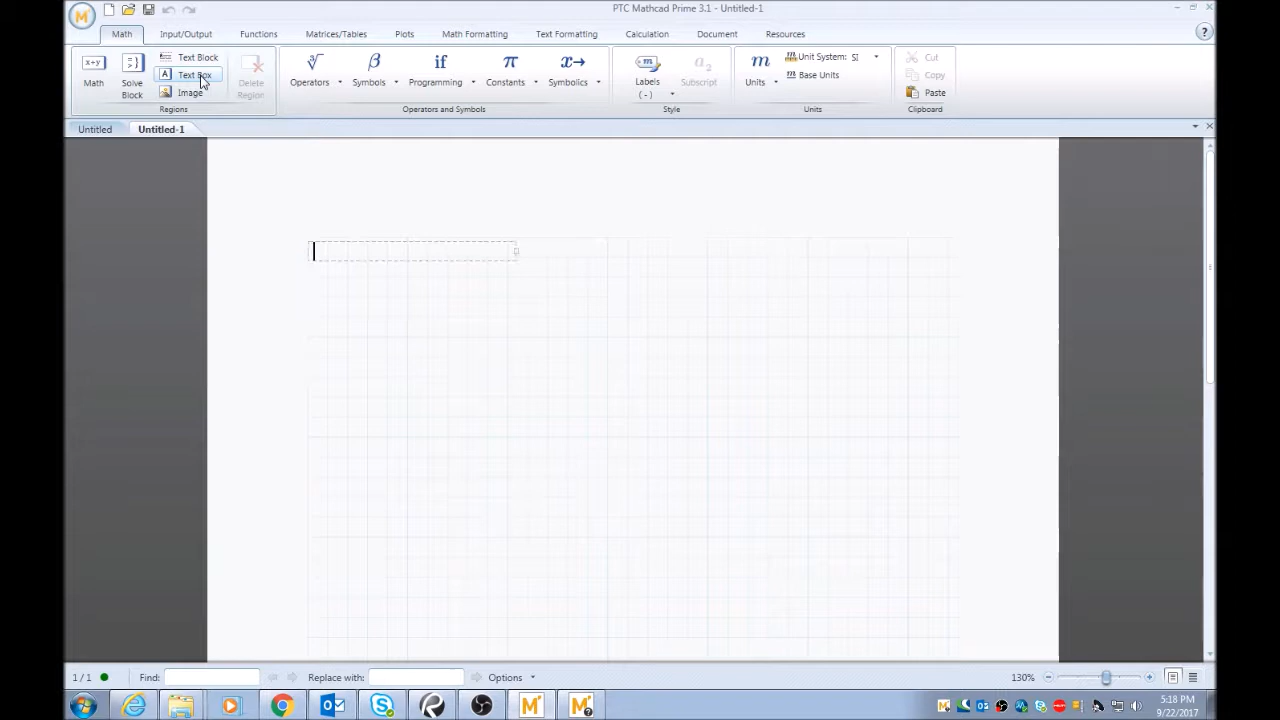 PTC Mathcad Prime 3.1 - Untitled-1
Math Input/Output Functions Matrices/Tables Plots Math Formatting Text Formatting Calculation Document Resources
Math
Solve Block
Text Block
Text Box
Image
Delete Region
Regions
Operators
Symbols
if
Programming
π
Constants
Symbolics
Operators and Symbols
Labels
( - )
Subscript
Style
m
Units
Unit System: SI
Base Units
Units
Cut
Copy
Paste
Clipboard
Untitled Untitled-1
1 / 1 Find: Replace with: Options 130%
5:18 PM
9/22/2017